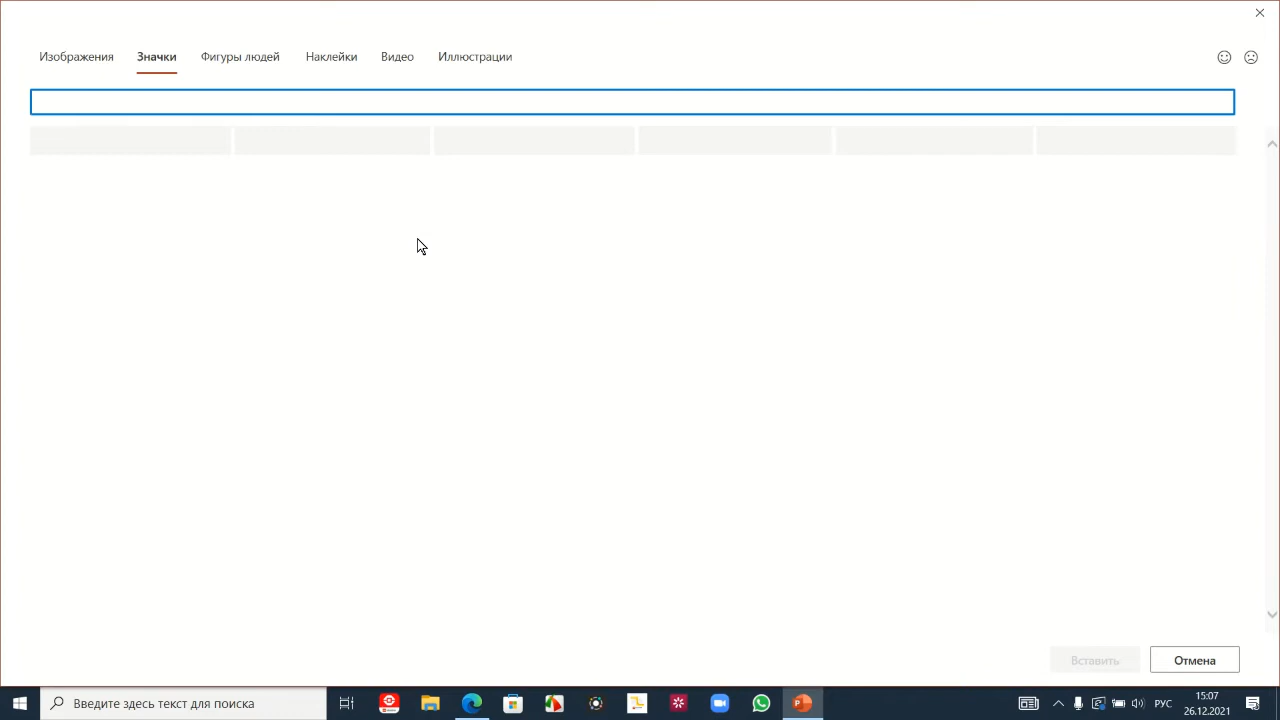 Изображения Значки Фигуры людей Наклейки Видео Иллюстрации
Вставить Отмена
Введите здесь текст для поиска РУС 15:07
26.12.2021